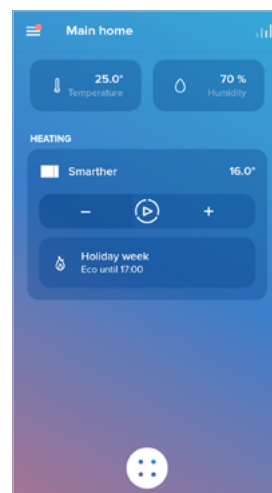 Main home
25.0°
Temperature
70 %
Humidity
HEATING
Smarther
16.0°
Holiday week
Eco until 17:00